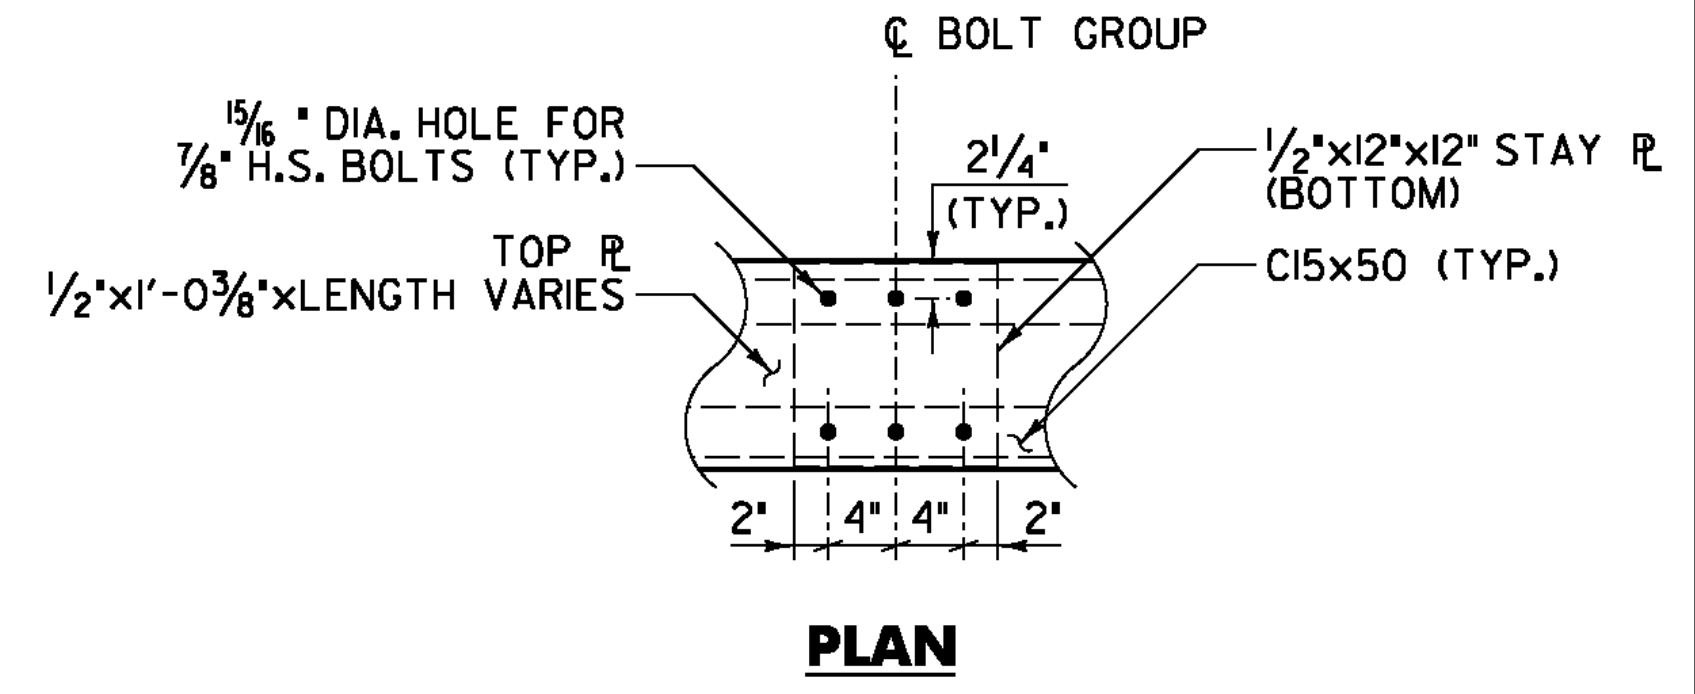 ℄ BOLT GROUP
15/16" DIA. HOLE FOR
7/8" H.S. BOLTS (TYP.)
2 1/4"
(TYP.)
1/2"x12"x12" STAY ℙL
(BOTTOM)
TOP ℙL
1/2"x1'-0 3/8"xLENGTH VARIES
C15x50 (TYP.)
2" 4" 4" 2"
PLAN